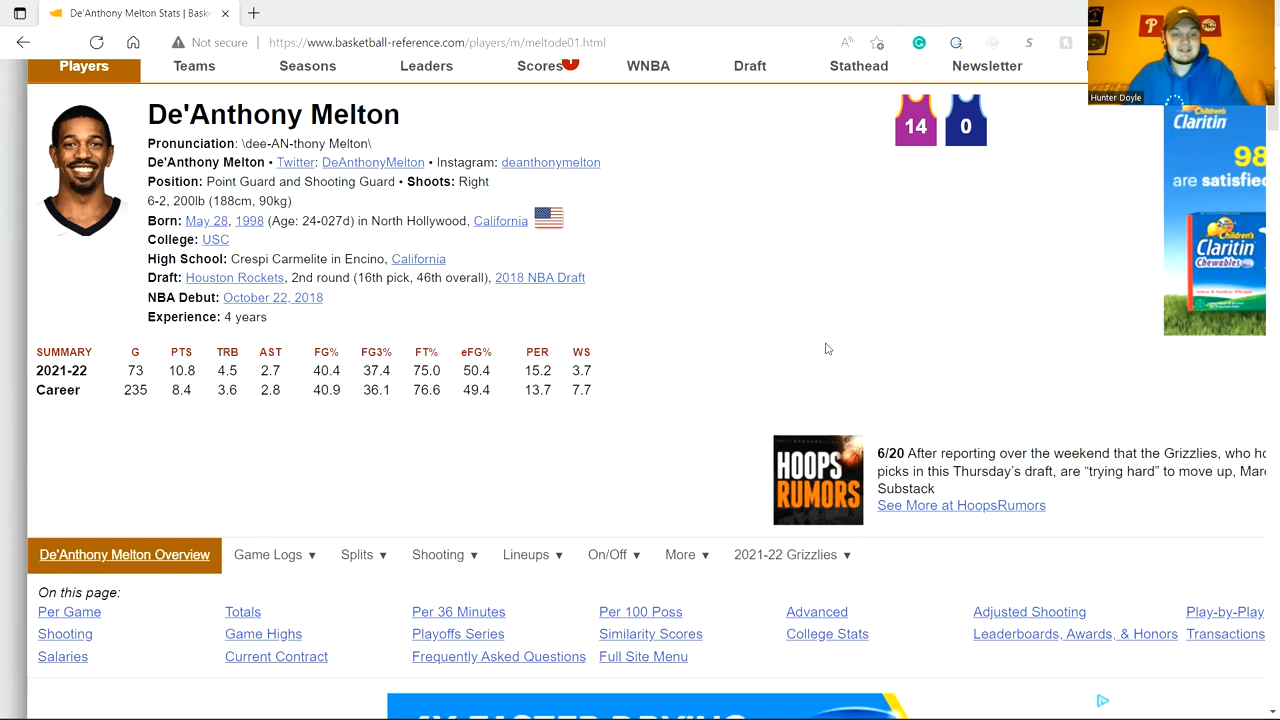 De'Anthony Melton Stats | Bask
Not secure
https://www.basketball-reference.com/players/m/meltode01.html
Players Teams Seasons Leaders Scores WNBA Draft Stathead Newsletter
Hunter Doyle
De'Anthony Melton
14 0
Pronunciation: \dee-AN-thony Melton\
De'Anthony Melton • Twitter: DeAnthonyMelton • Instagram: deanthonymelton
Position: Point Guard and Shooting Guard • Shoots: Right
6-2, 200lb (188cm, 90kg)
Born: May 28, 1998 (Age: 24-027d) in North Hollywood, California
College: USC
High School: Crespi Carmelite in Encino, California
Draft: Houston Rockets, 2nd round (16th pick, 46th overall), 2018 NBA Draft
NBA Debut: October 22, 2018
Experience: 4 years
Children's
Claritin
98
are satisfied
Children's
Claritin
Chewables
SUMMARY G PTS TRB AST FG% FG3% FT% eFG% PER WS
2021-22 73 10.8 4.5 2.7 40.4 37.4 75.0 50.4 15.2 3.7
Career 235 8.4 3.6 2.8 40.9 36.1 76.6 49.4 13.7 7.7
HOOPS
RUMORS
6/20 After reporting over the weekend that the Grizzlies, who ho
picks in this Thursday's draft, are "trying hard" to move up, Marc
Substack
See More at HoopsRumors
De'Anthony Melton Overview Game Logs ▼ Splits ▼ Shooting ▼ Lineups ▼ On/Off ▼ More ▼ 2021-22 Grizzlies ▼
On this page:
Per Game Totals Per 36 Minutes Per 100 Poss Advanced Adjusted Shooting Play-by-Play
Shooting Game Highs Playoffs Series Similarity Scores College Stats Leaderboards, Awards, & Honors Transactions
Salaries Current Contract Frequently Asked Questions Full Site Menu